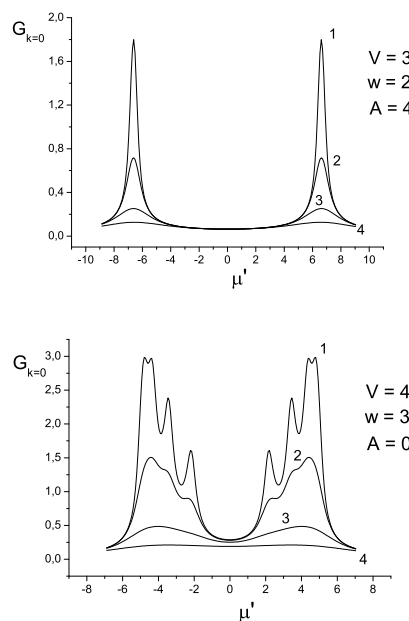 G_{k=0}
2,0
1,6
1,2
0,8
0,4
0,0
1
2
3
4
V = 3
w = 2
A = 4
-10 -8 -6 -4 -2 0 2 4 6 8 10
μ'
G_{k=0}
3,0
2,5
2,0
1,5
1,0
0,5
0,0
1
2
3
4
V = 4
w = 3
A = 0
-8 -6 -4 -2 0 2 4 6 8
μ'